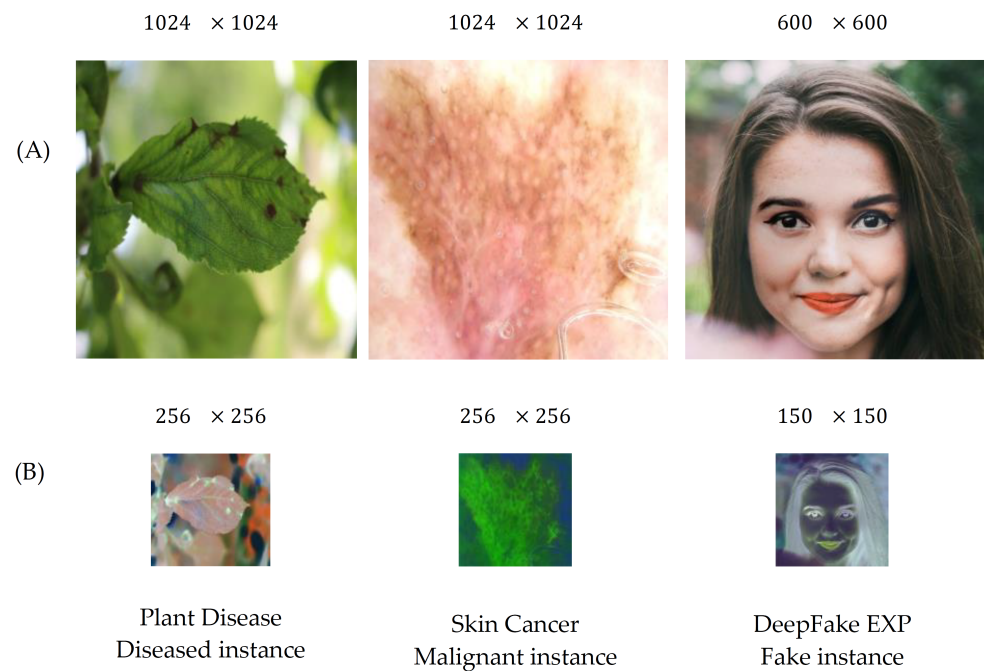 1024 × 1024 1024 × 1024 600 × 600
(A)
256 × 256 256 × 256 150 × 150
(B)
Plant Disease Skin Cancer DeepFake EXP
Diseased instance Malignant instance Fake instance